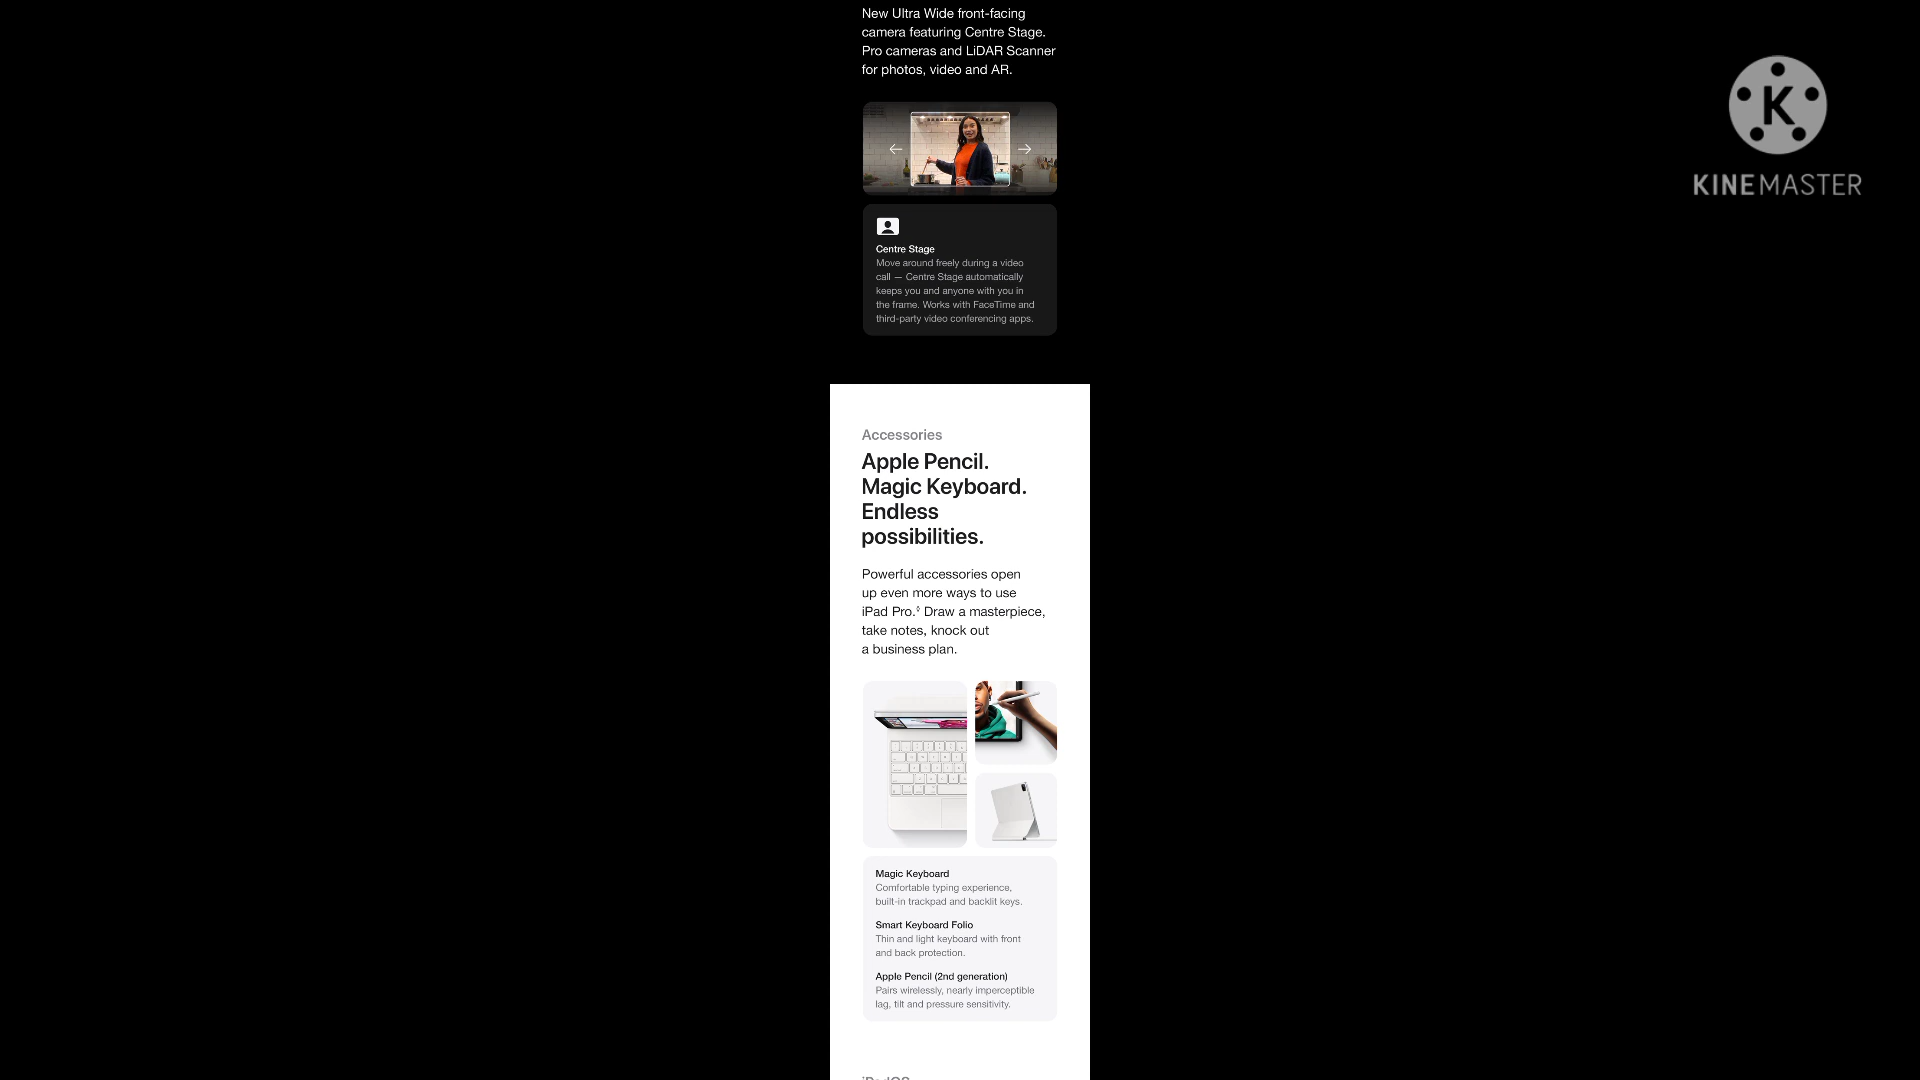 New Ultra Wide front-facing
camera featuring Centre Stage.
Pro cameras and LiDAR Scanner
for photos, video and AR.
Centre Stage
Move around freely during a video
call — Centre Stage automatically
keeps you and anyone with you in
the frame. Works with FaceTime and
third-party video conferencing apps.
Accessories
Apple Pencil.
Magic Keyboard.
Endless
possibilities.
Powerful accessories open
up even more ways to use
iPad Pro.◊ Draw a masterpiece,
take notes, knock out
a business plan.
Magic Keyboard
Comfortable typing experience,
built-in trackpad and backlit keys.
Smart Keyboard Folio
Thin and light keyboard with front
and back protection.
Apple Pencil (2nd generation)
Pairs wirelessly, nearly imperceptible
lag, tilt and pressure sensitivity.
K
KINEMASTER